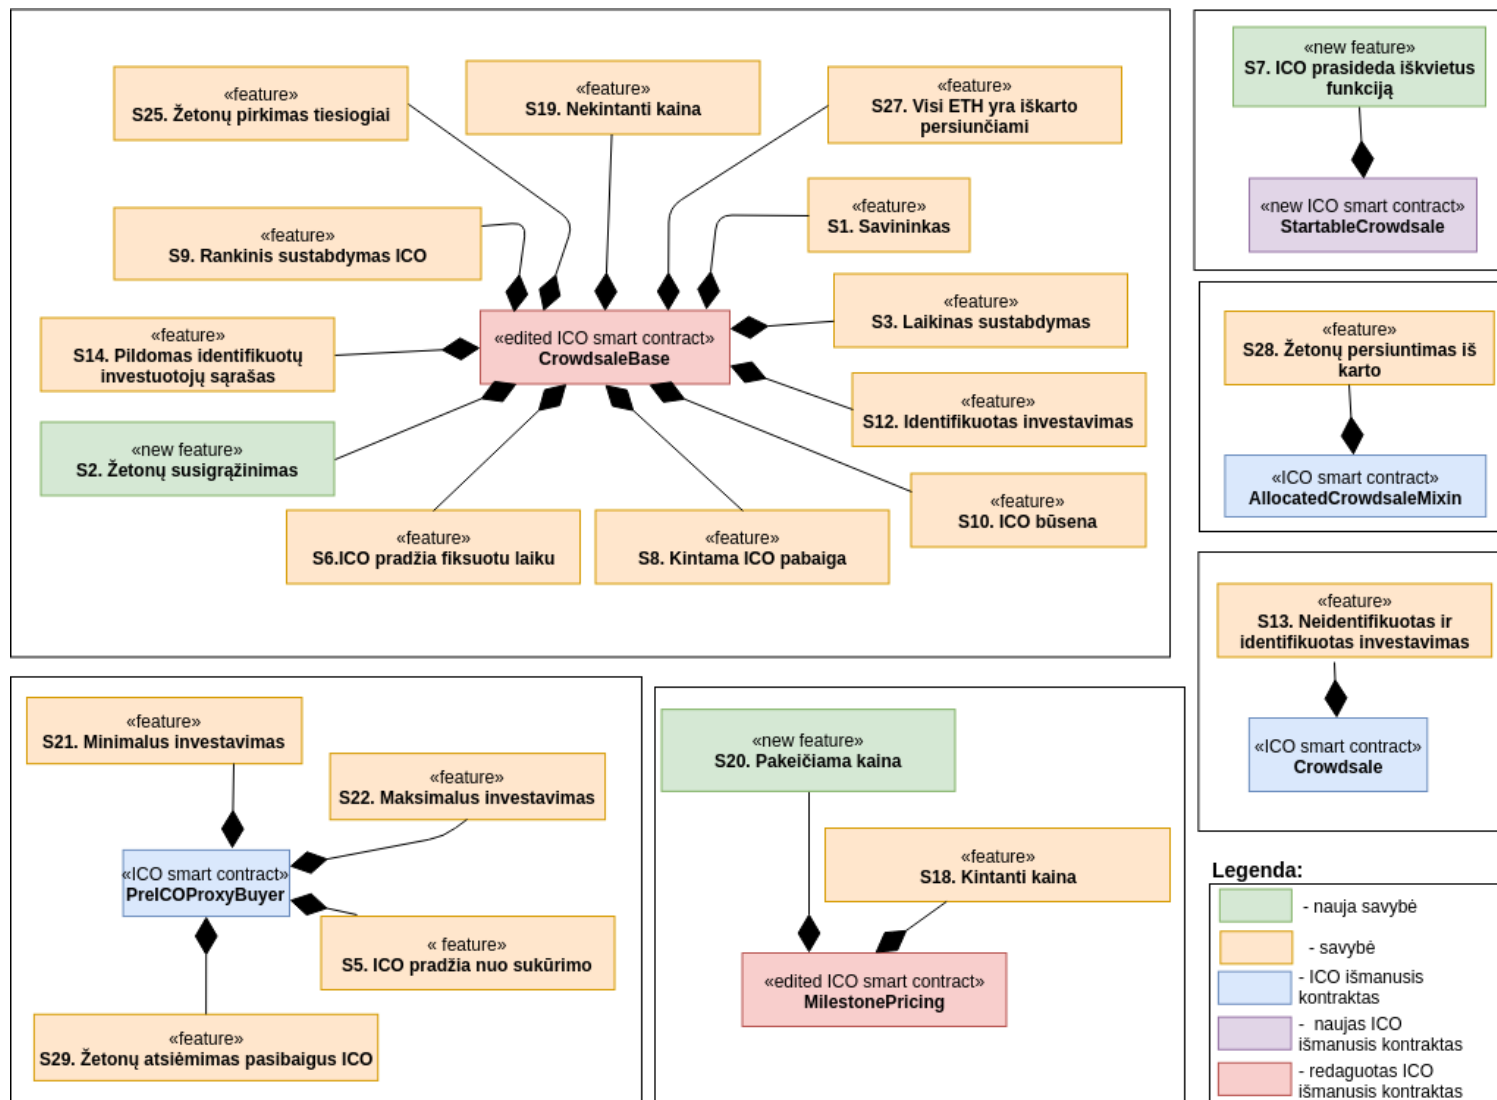 «feature»
S25. Žetonų pirkimas tiesiogiai
«feature»
S19. Nekintanti kaina
«feature»
S27. Visi ETH yra iškarto
persiunčiami
«feature»
S1. Savininkas
«feature»
S9. Rankinis sustabdymas ICO
«feature»
S3. Laikinas sustabdymas
«edited ICO smart contract»
CrowdsaleBase
«feature»
S14. Pildomas identifikuotų
investuotojų sąrašas
«feature»
S12. Identifikuotas investavimas
«new feature»
S2. Žetonų susigrąžinimas
«feature»
S10. ICO būsena
«feature»
S6.ICO pradžia fiksuotu laiku
«feature»
S8. Kintama ICO pabaiga
«new feature»
S7. ICO prasideda iškvietus
funkciją
«new ICO smart contract»
StartableCrowdsale
«feature»
S28. Žetonų persiuntimas iš
karto
«ICO smart contract»
AllocatedCrowdsaleMixin
«feature»
S13. Neidentifikuotas ir
identifikuotas investavimas
«ICO smart contract»
Crowdsale
«feature»
S21. Minimalus investavimas
«feature»
S22. Maksimalus investavimas
«ICO smart contract»
PreICOProxyBuyer
« feature»
S5. ICO pradžia nuo sukūrimo
«feature»
S29. Žetonų atsiėmimas pasibaigus ICO
«new feature»
S20. Pakeičiama kaina
«feature»
S18. Kintanti kaina
«edited ICO smart contract»
MilestonePricing
Legenda:
- nauja savybė
- savybė
- ICO išmanusis
kontraktas
- naujas ICO
išmanusis kontraktas
- redaguotas ICO
išmanusis kontraktas